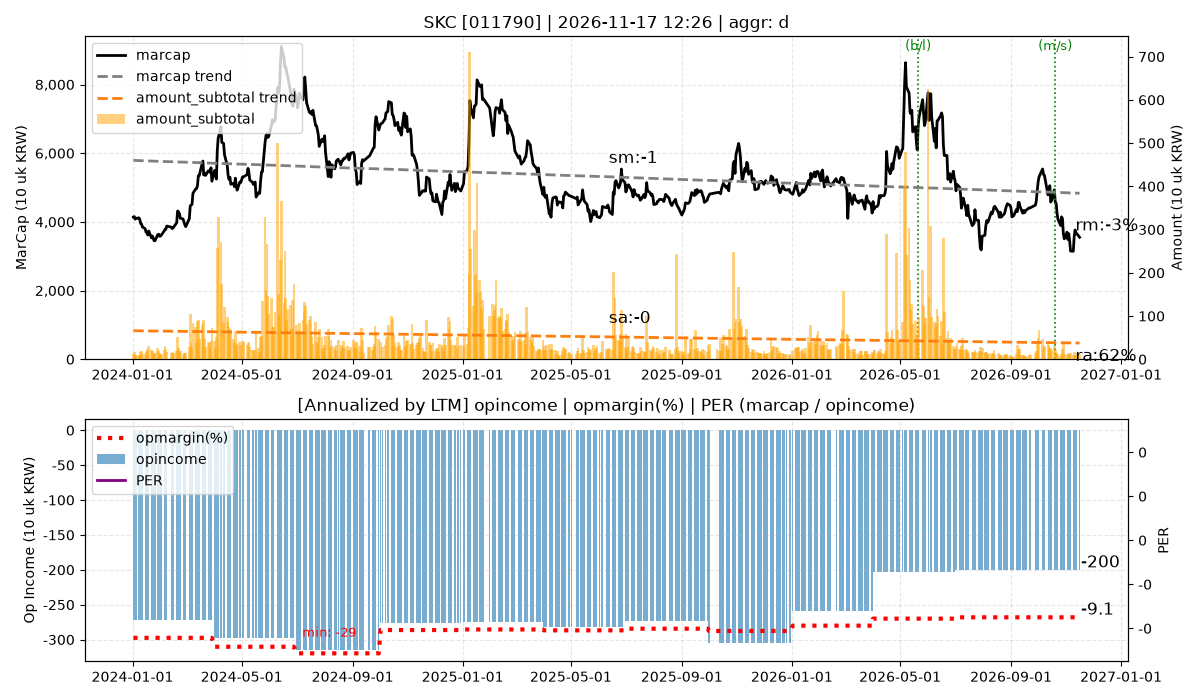 SKC [011790] | 2026-11-17 12:26 | aggr: d
marcap
marcap trend
amount_subtotal trend
amount_subtotal
(b/l)
(m/s)
sm:-1
sa:-0
rm:-3%
ra:62%
MarCap (10 uk KRW)
8,000
6,000
4,000
2,000
0
Amount (10 uk KRW)
700
600
500
400
300
200
100
0
2024-01-01
2024-05-01
2024-09-01
2025-01-01
2025-05-01
2025-09-01
2026-01-01
2026-05-01
2026-09-01
2027-01-01
[Annualized by LTM] opincome | opmargin(%) | PER (marcap / opincome)
opmargin(%)
opincome
PER
min: -29
-200
-9.1
Op Income (10 uk KRW)
0
-50
-100
-150
-200
-250
-300
PER
0
0
0
-0
-0
2024-01-01
2024-05-01
2024-09-01
2025-01-01
2025-05-01
2025-09-01
2026-01-01
2026-05-01
2026-09-01
2027-01-01